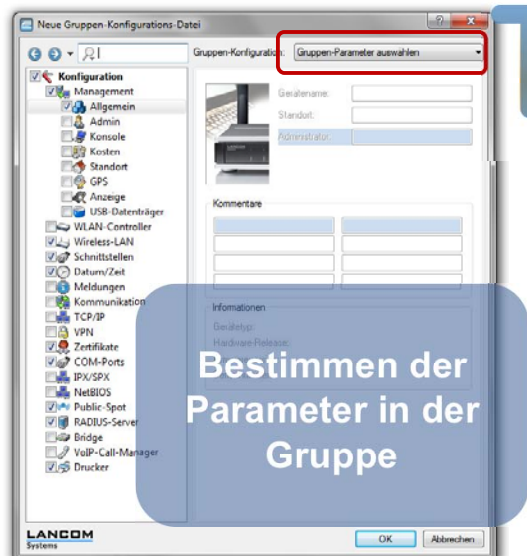 Neue Gruppen-Konfigurations-Datei
Gruppen-Konfiguration: Gruppen-Parameter auswählen
Konfiguration
Management
Allgemein
Admin
Konsole
Kosten
Standort
GPS
Anzeige
USB-Datenträger
WLAN-Controller
Wireless-LAN
Schnittstellen
Datum/Zeit
Meldungen
Kommunikation
TCP/IP
VPN
Zertifikate
COM-Ports
IPX/SPX
NetBIOS
Public-Spot
RADIUS-Server
Bridge
VoIP-Call-Manager
Drucker
Gerätename:
Standort:
Administrator:
Kommentare
Informationen
Gerätetyp:
Hardware-Release:
Bestimmen der
Parameter in der
Gruppe
LANCOM
Systems
OK Abbrechen